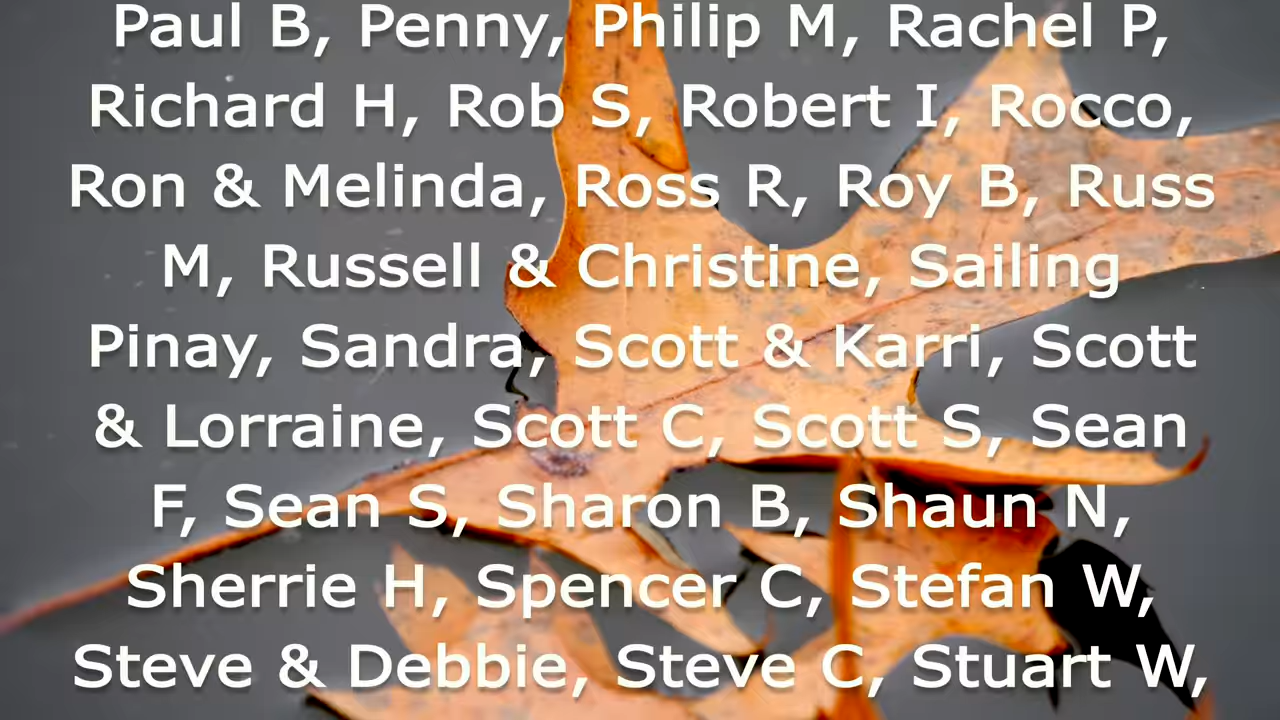 Paul B, Penny, Philip M, Rachel P,
Richard H, Rob S, Robert I, Rocco,
Ron & Melinda, Ross R, Roy B, Russ
M, Russell & Christine, Sailing
Pinay, Sandra, Scott & Karri, Scott
& Lorraine, Scott C, Scott S, Sean
F, Sean S, Sharon B, Shaun N,
Sherrie H, Spencer C, Stefan W,
Steve & Debbie, Steve C, Stuart W,